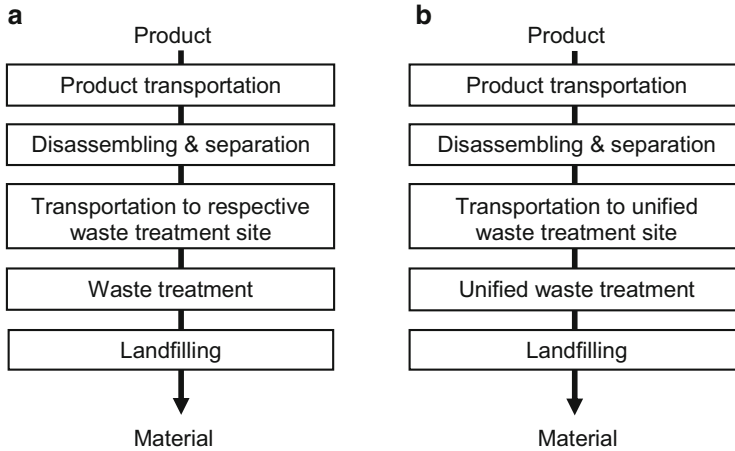 a
Product
Product transportation
Disassembling & separation
Transportation to respective
waste treatment site
Waste treatment
Landfilling
Material
b
Product
Product transportation
Disassembling & separation
Transportation to unified
waste treatment site
Unified waste treatment
Landfilling
Material